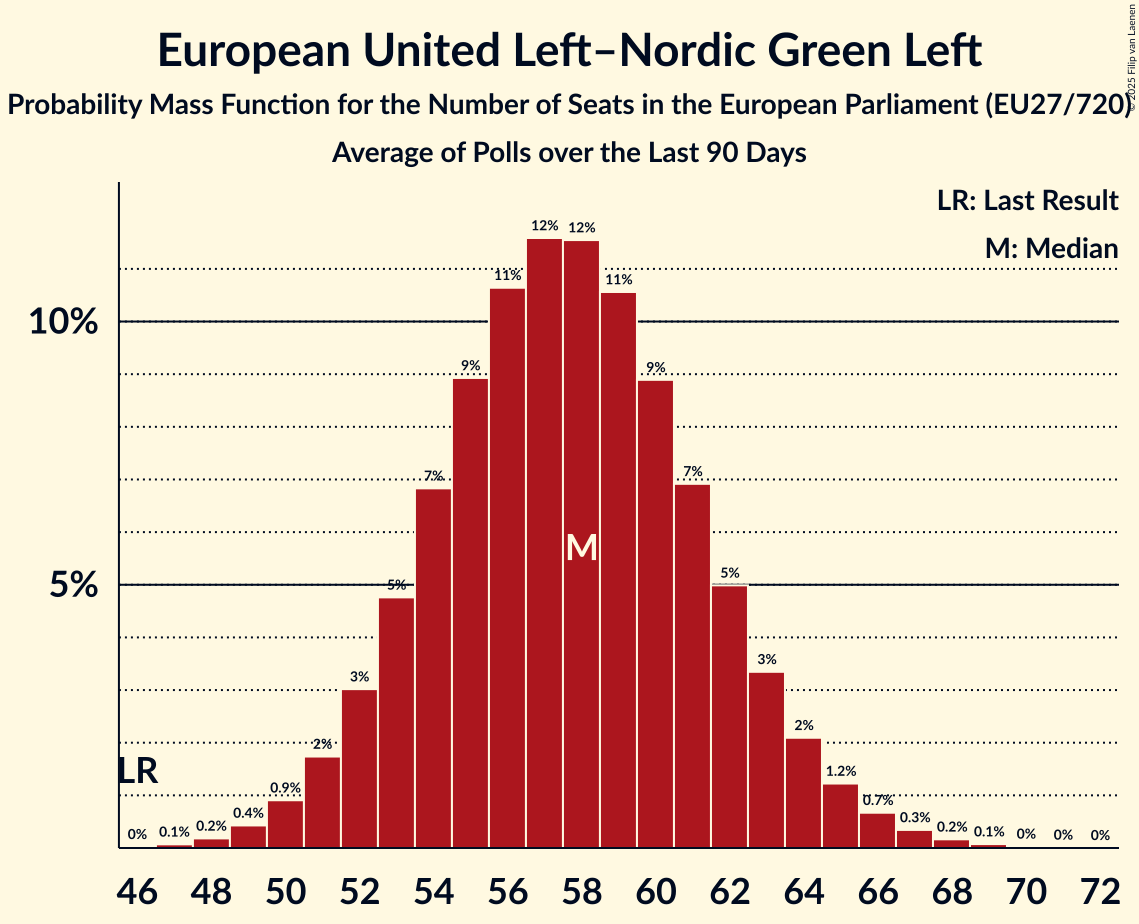 European United Left–Nordic Green Left
Probability Mass Function for the Number of Seats in the European Parliament (EU27/720)
Average of Polls over the Last 90 Days
© 2025 Filip van Laenen
LR: Last Result
M: Median
10%
5%
LR
M
0% 0.1% 0.2% 0.4% 0.9% 2% 3% 5% 7% 9% 11% 12% 12% 11% 9% 7% 5% 3% 2% 1.2% 0.7% 0.3% 0.2% 0.1% 0% 0% 0%
46 48 50 52 54 56 58 60 62 64 66 68 70 72